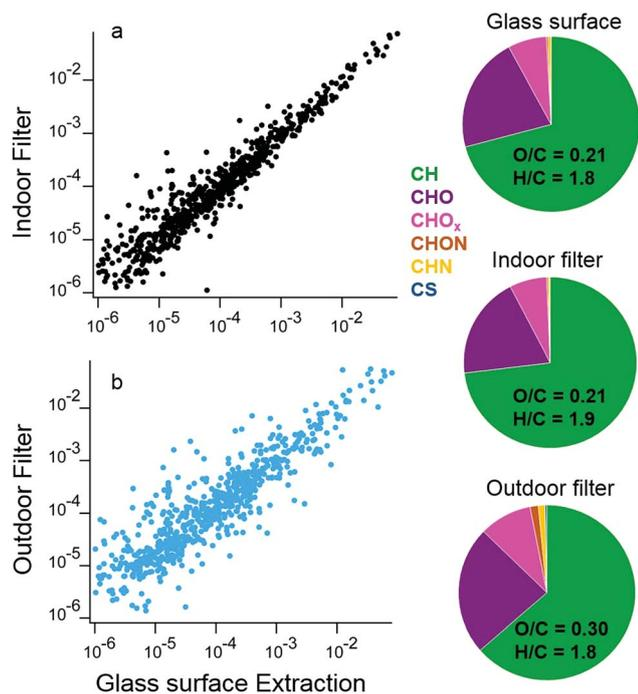 a
Indoor Filter
10⁻²
10⁻³
10⁻⁴
10⁻⁵
10⁻⁶
10⁻⁶ 10⁻⁵ 10⁻⁴ 10⁻³ 10⁻²
b
Outdoor Filter
10⁻²
10⁻³
10⁻⁴
10⁻⁵
10⁻⁶
10⁻⁶ 10⁻⁵ 10⁻⁴ 10⁻³ 10⁻²
Glass surface Extraction
CH
CHO
CHOₓ
CHON
CHN
CS
Glass surface
O/C = 0.21
H/C = 1.8
Indoor filter
O/C = 0.21
H/C = 1.9
Outdoor filter
O/C = 0.30
H/C = 1.8